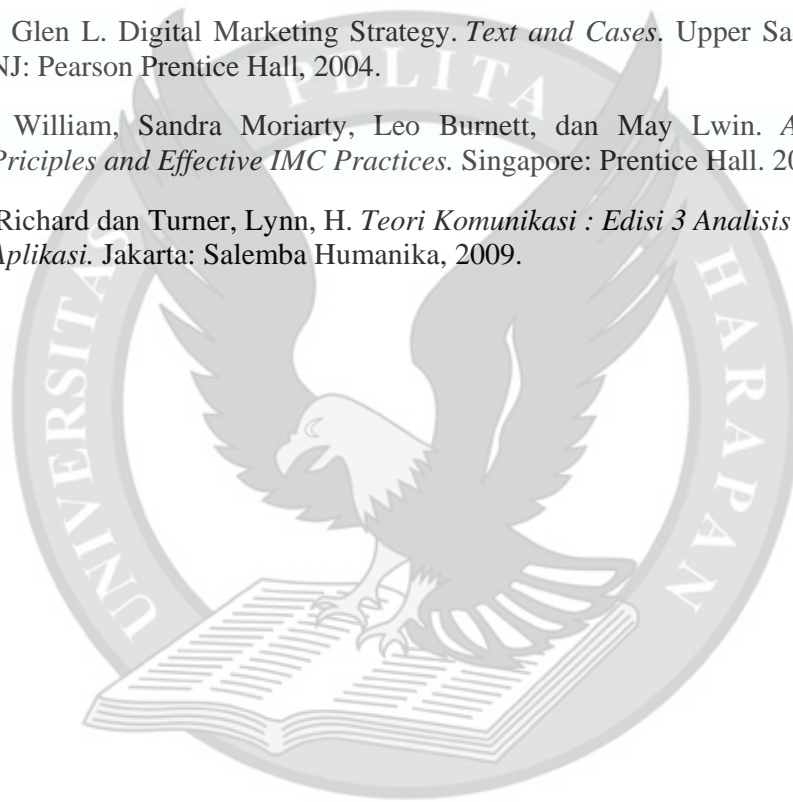 Glen L. Digital Marketing Strategy. Text and Cases. Upper Sa
NJ: Pearson Prentice Hall, 2004.
William, Sandra Moriarty, Leo Burnett, dan May Lwin. A
Priciples and Effective IMC Practices. Singapore: Prentice Hall. 20
Richard dan Turner, Lynn, H. Teori Komunikasi : Edisi 3 Analisis
Aplikasi. Jakarta: Salemba Humanika, 2009.
UNIVERSITAS PELITA HARAPAN